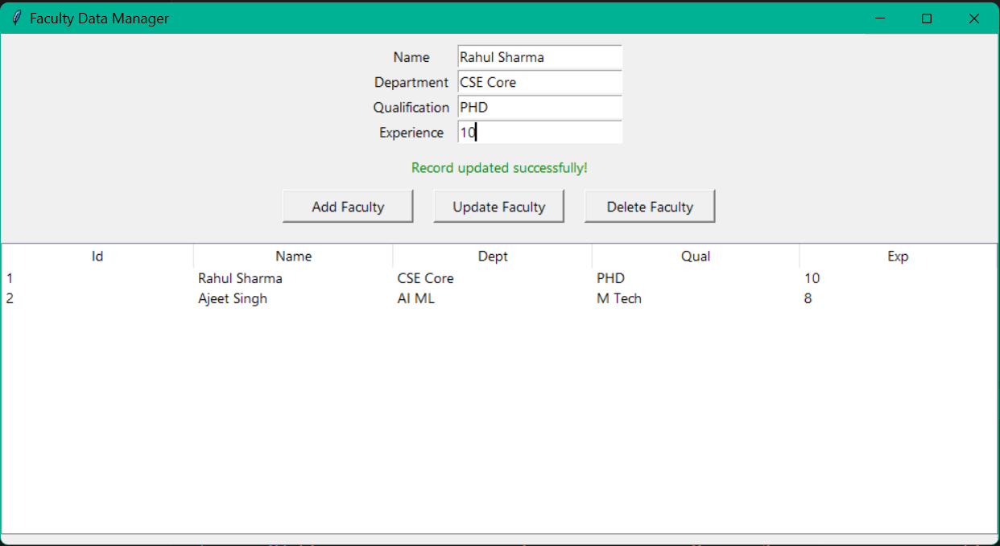 Faculty Data Manager
Name Rahul Sharma
Department CSE Core
Qualification PHD
Experience 10
Record updated successfully!
Add Faculty Update Faculty Delete Faculty
Id Name Dept Qual Exp
1 Rahul Sharma CSE Core PHD 10
2 Ajeet Singh AI ML M Tech 8